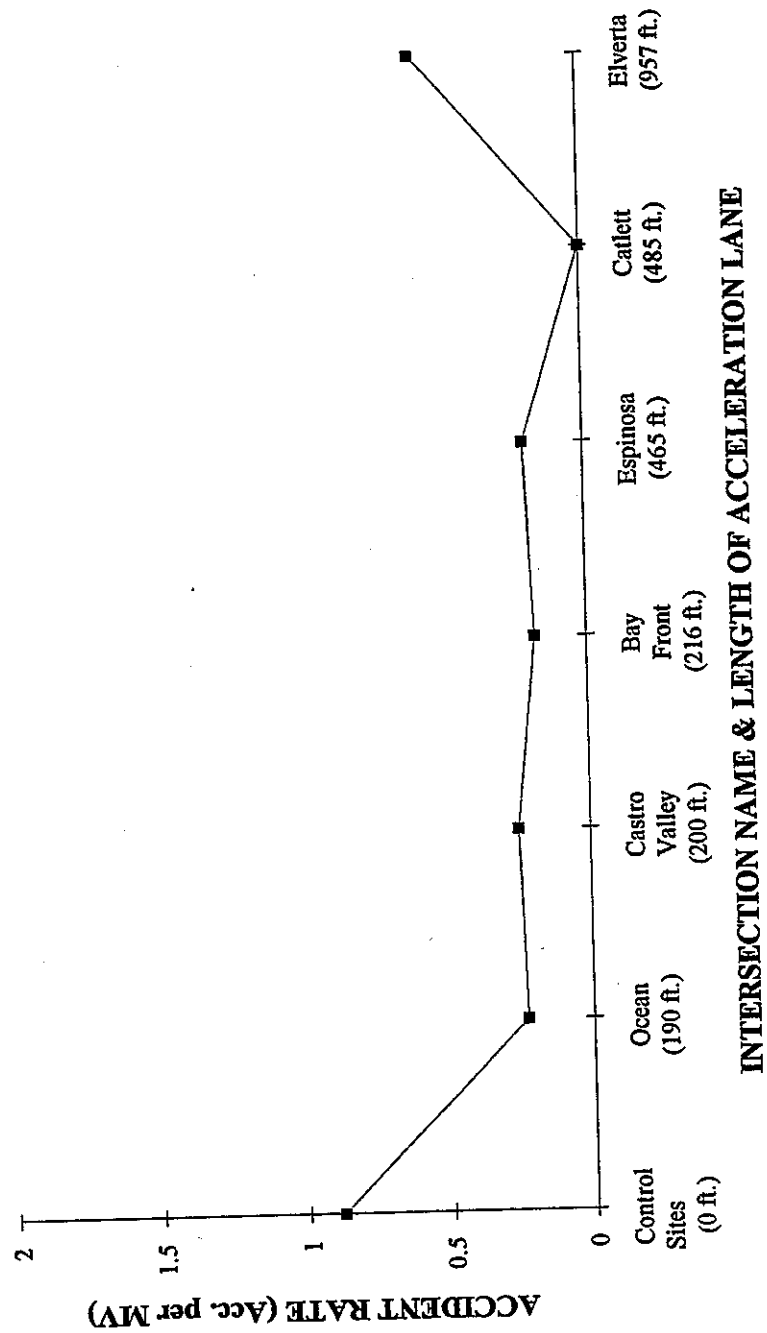 ACCIDENT RATE (Acc. per MV)
2
1.5
1
0.5
0
Control
Sites
(0 ft.)
Ocean
(190 ft.)
Castro
Valley
(200 ft.)
Bay
Front
(216 ft.)
Espinosa
(465 ft.)
Catlett
(485 ft.)
Elverta
(957 ft.)
INTERSECTION NAME & LENGTH OF ACCELERATION LANE